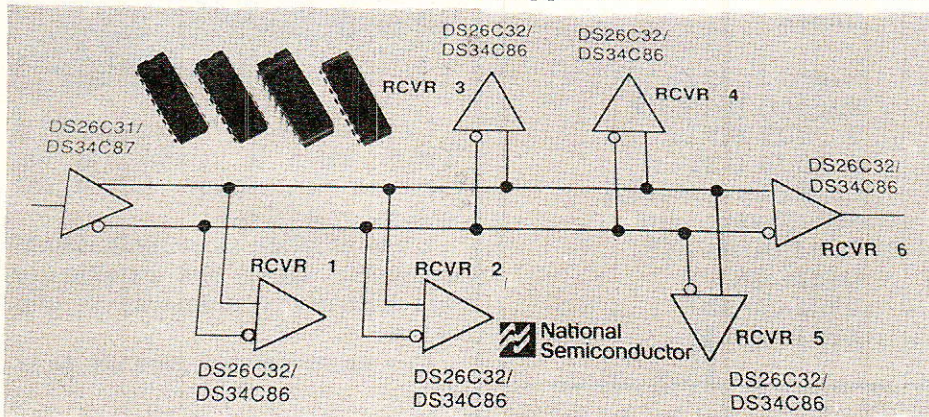 DS26C32/
DS34C86
DS26C32/
DS34C86
RCVR 3
RCVR 4
DS26C31/
DS34C87
DS26C32/
DS34C86
RCVR 6
RCVR 1
RCVR 2
National
Semiconductor
RCVR 5
DS26C32/
DS34C86
DS26C32/
DS34C86
DS26C32/
DS34C86